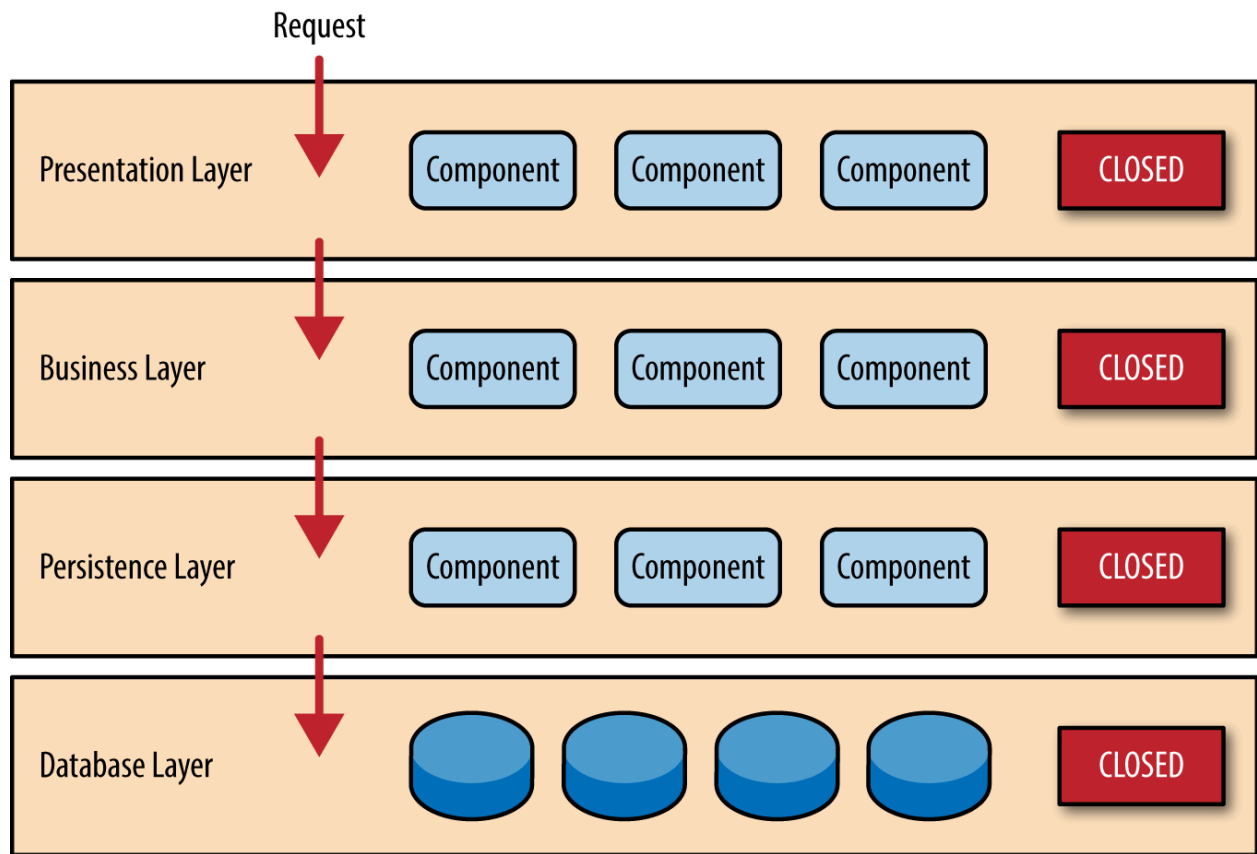 Request
Presentation Layer
Component
Component
Component
CLOSED
Business Layer
Component
Component
Component
CLOSED
Persistence Layer
Component
Component
Component
CLOSED
Database Layer
CLOSED